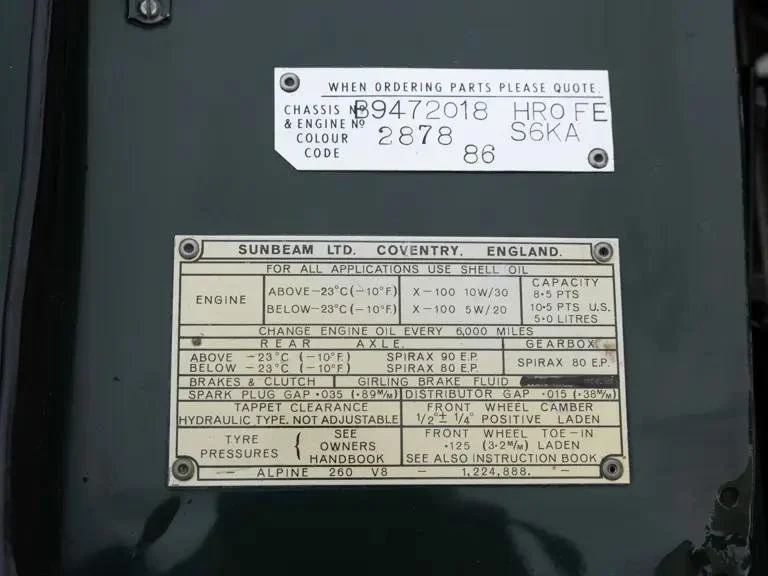 WHEN ORDERING PARTS PLEASE QUOTE.
CHASSIS Nº B9472018 HRO FE
& ENGINE Nº
COLOUR 2878 S6KA
CODE 86
SUNBEAM LTD. COVENTRY. ENGLAND.
FOR ALL APPLICATIONS USE SHELL OIL
ENGINE
ABOVE -23°C (-10°F) X-100 10W/30
BELOW -23°C (-10°F) X-100 5W/20
CAPACITY
8·5 PTS
10·5 PTS U.S.
5·0 LITRES
CHANGE ENGINE OIL EVERY 6,000 MILES
REAR AXLE.
ABOVE -23°C (-10°F.) SPIRAX 90 E.P.
BELOW -23°C (-10°F.) SPIRAX 80 E.P.
GEARBOX
SPIRAX 80 E.P.
BRAKES & CLUTCH GIRLING BRAKE FLUID
SPARK PLUG GAP ·035 (·89 M/M) DISTRIBUTOR GAP ·015 (·38 M/M)
TAPPET CLEARANCE
HYDRAULIC TYPE. NOT ADJUSTABLE
FRONT WHEEL CAMBER
1/2° ± 1/4° POSITIVE LADEN
TYRE PRESSURES { SEE OWNERS HANDBOOK
FRONT WHEEL TOE-IN
·125 (3·2 M/M) LADEN
SEE ALSO INSTRUCTION BOOK
- ALPINE 260 V8 - 1,224,888. -